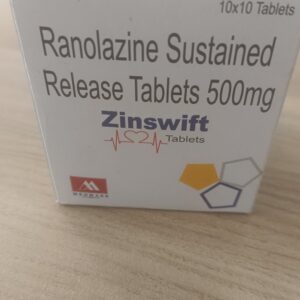 10x10 Tablets
Ranolazine Sustained
Release Tablets 500mg
Zinswift
Tablets